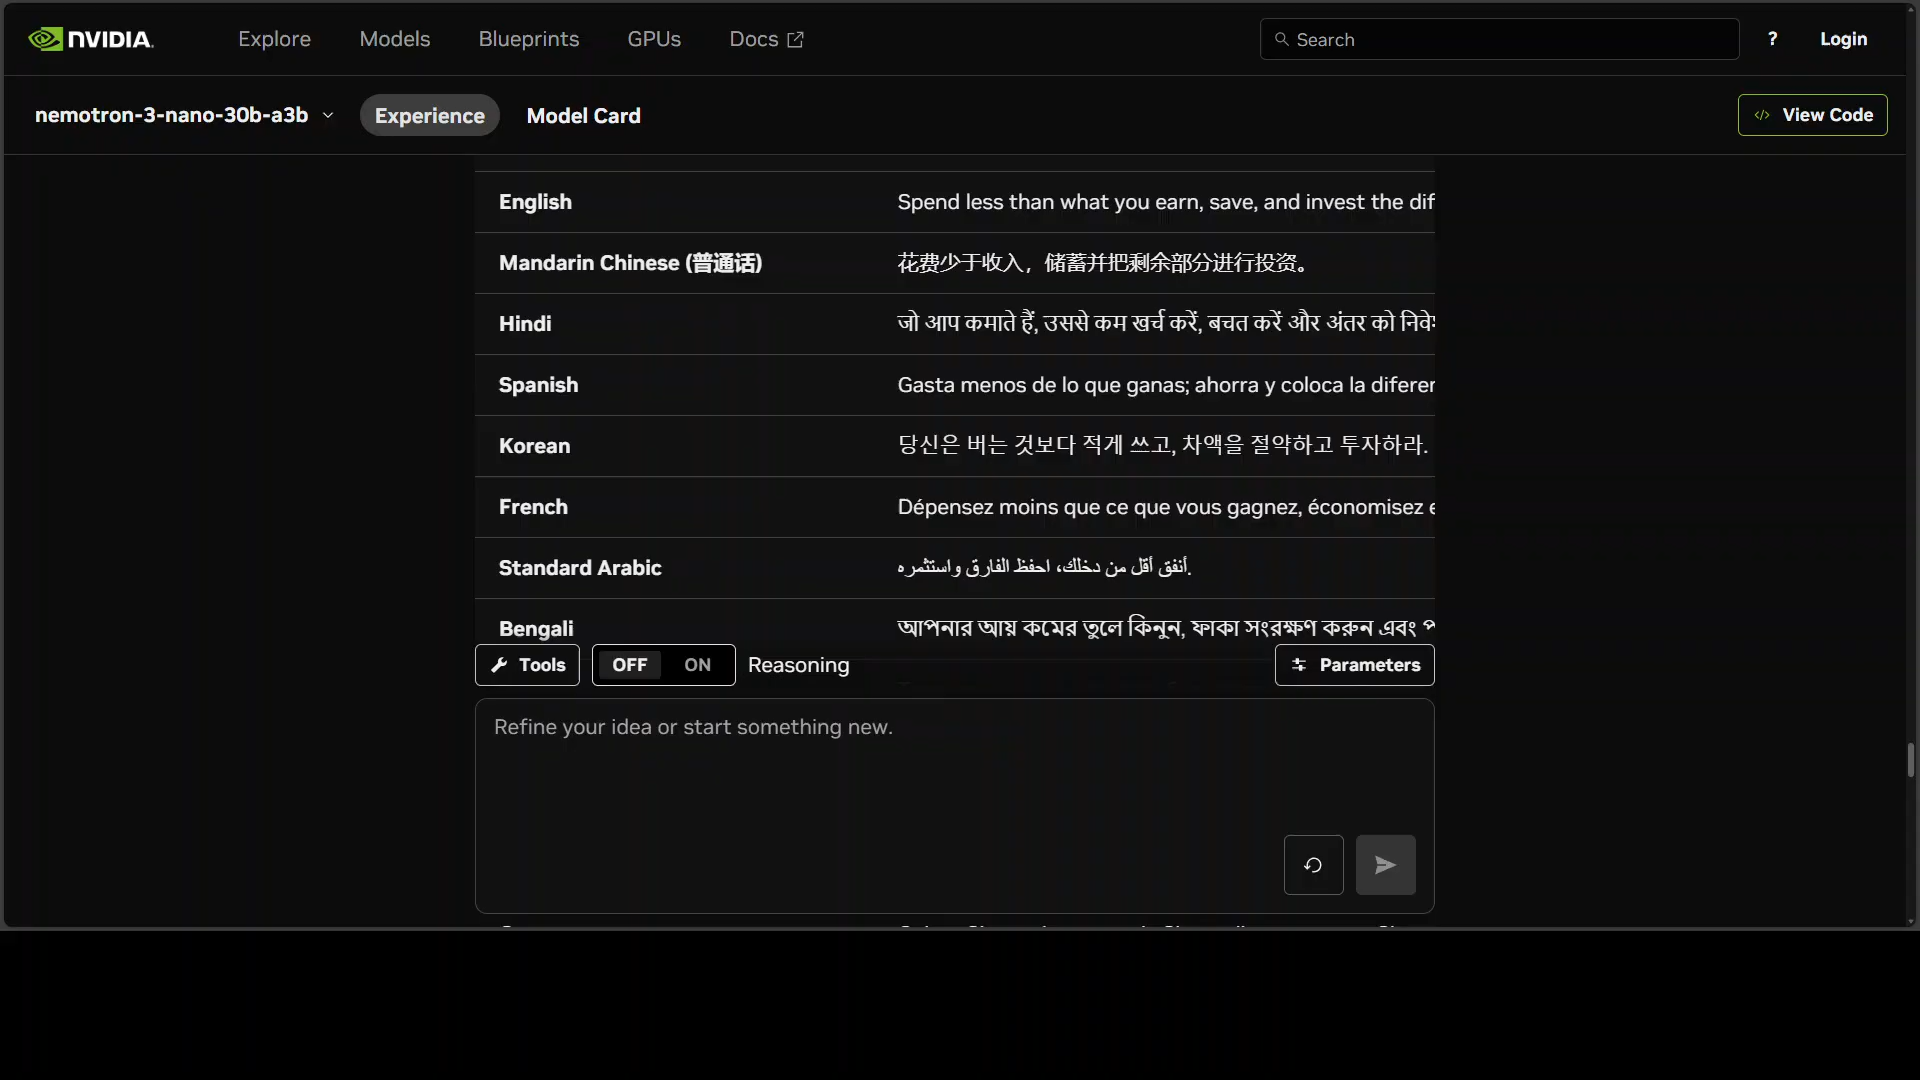 NVIDIA.
Explore
Models
Blueprints
GPUs
Docs
Search
?
Login
nemotron-3-nano-30b-a3b
Experience
Model Card
View Code
English Spend less than what you earn, save, and invest the dif
Mandarin Chinese (普通话) 花费少于收入，储蓄并把剩余部分进行投资。
Hindi जो आप कमाते हैं, उससे कम खर्च करें, बचत करें और अंतर को निवे
Spanish Gasta menos de lo que ganas; ahorra y coloca la diferen
Korean 당신은 버는 것보다 적게 쓰고, 차액을 절약하고 투자하라.
French Dépensez moins que ce que vous gagnez, économisez e
Standard Arabic أنفق أقل من دخلك، احفظ الفارق واستثمره.
Bengali আপনার আয় কমের তুলে কিনুন, ফাকা সংরক্ষণ করুন এবং
Tools
OFF ON Reasoning
Parameters
Refine your idea or start something new.